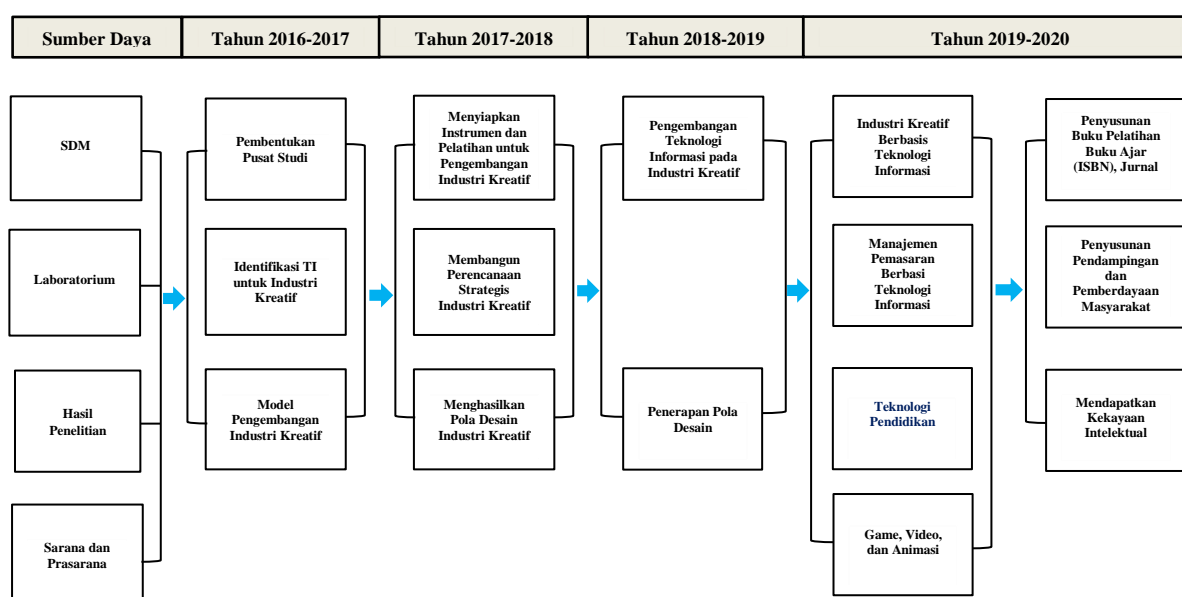 Sumber Daya
Tahun 2016-2017
Tahun 2017-2018
Tahun 2018-2019
Tahun 2019-2020
SDM
Laboratorium
Hasil
Penelitian
Sarana dan
Prasarana
Pembentukan
Pusat Studi
Identifikasi TI
untuk Industri
Kreatif
Model
Pengembangan
Industri Kreatif
Menyiapkan
Instrumen dan
Pelatihan untuk
Pengembangan
Industri Kreatif
Membangun
Perencanaan
Strategis
Industri Kreatif
Menghasilkan
Pola Desain
Industri Kreatif
Pengembangan
Teknologi
Informasi pada
Industri Kreatif
Penerapan Pola
Desain
Industri Kreatif
Berbasis
Teknologi
Informasi
Manajemen
Pemasaran
Berbasi
Teknologi
Informasi
Teknologi
Pendidikan
Game, Video,
dan Animasi
Penyusunan
Buku Pelatihan
Buku Ajar
(ISBN), Jurnal
Penyusunan
Pendampingan
dan
Pemberdayaan
Masyarakat
Mendapatkan
Kekayaan
Intelektual